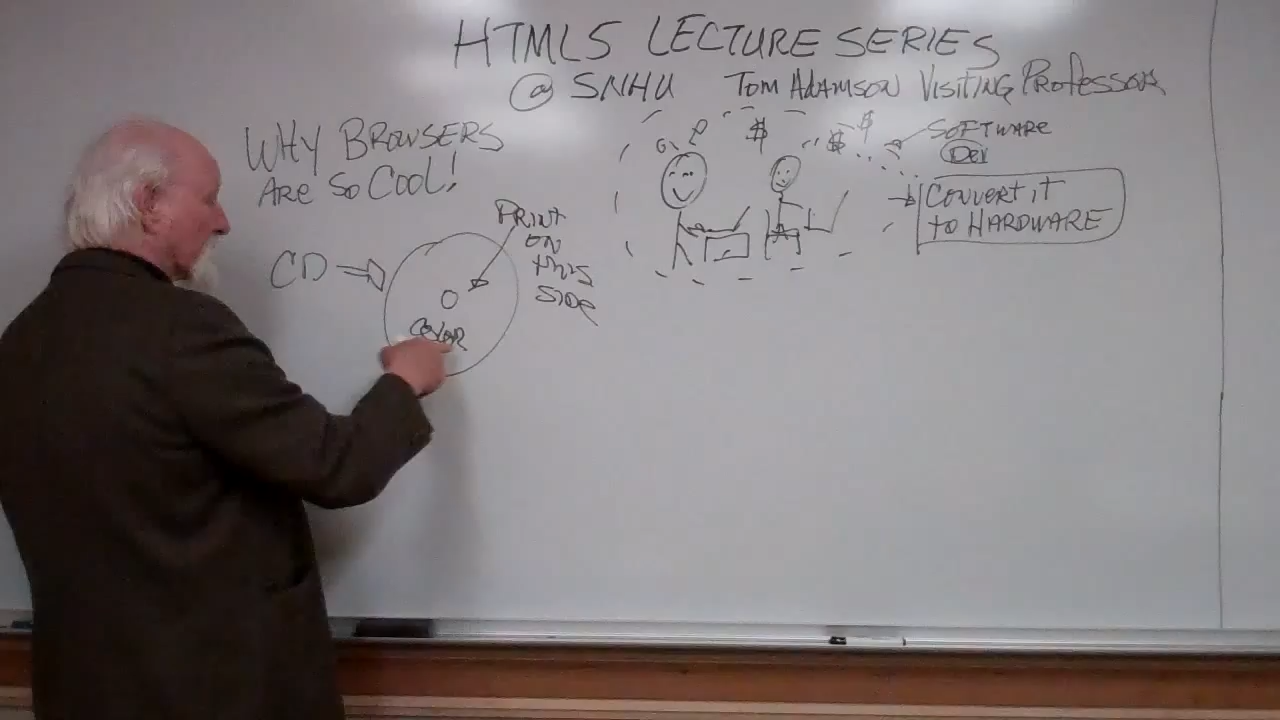 HTML5 LECTURE SERIES
@ SNHU TOM ADAMSON VISITING PROFESSOR
WHY BROWSERS
ARE SO COOL!
CD
PRINT
ON
THIS
SIDE
COLOR
$ $ $
SOFTWARE
DEV
CONVERT IT
TO HARDWARE